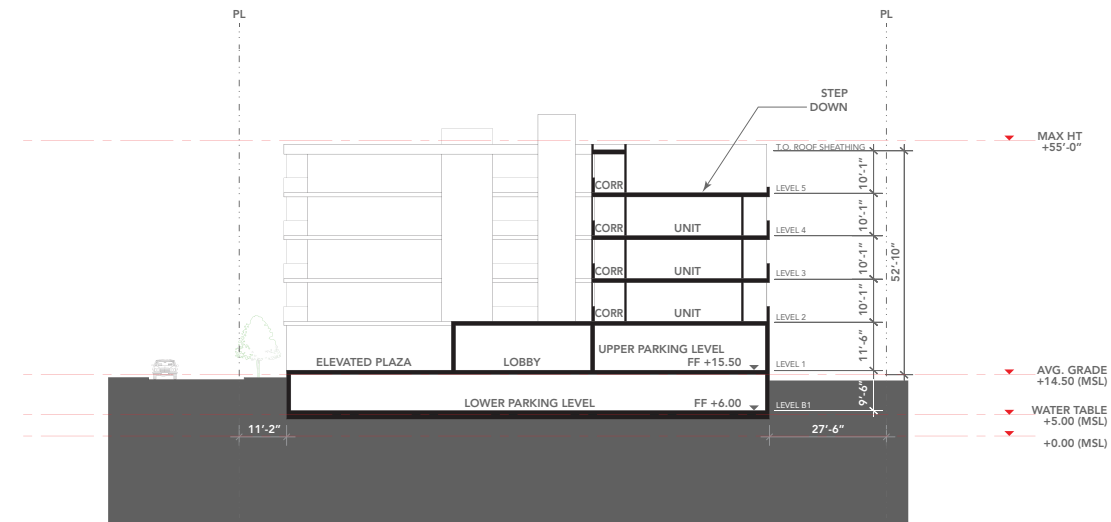 PL
PL
STEP
DOWN
MAX HT
+55'-0"
T.O. ROOF SHEATHING
10'-1"
CORR
LEVEL 5
10'-1"
CORR
UNIT
LEVEL 4
52'-10"
10'-1"
CORR
UNIT
LEVEL 3
10'-1"
CORR
UNIT
LEVEL 2
11'-6"
UPPER PARKING LEVEL
ELEVATED PLAZA
LOBBY
FF +15.50
LEVEL 1
AVG. GRADE
+14.50 (MSL)
9'-6"
LOWER PARKING LEVEL
FF +6.00
LEVEL B1
WATER TABLE
+5.00 (MSL)
11'-2"
27'-6"
+0.00 (MSL)